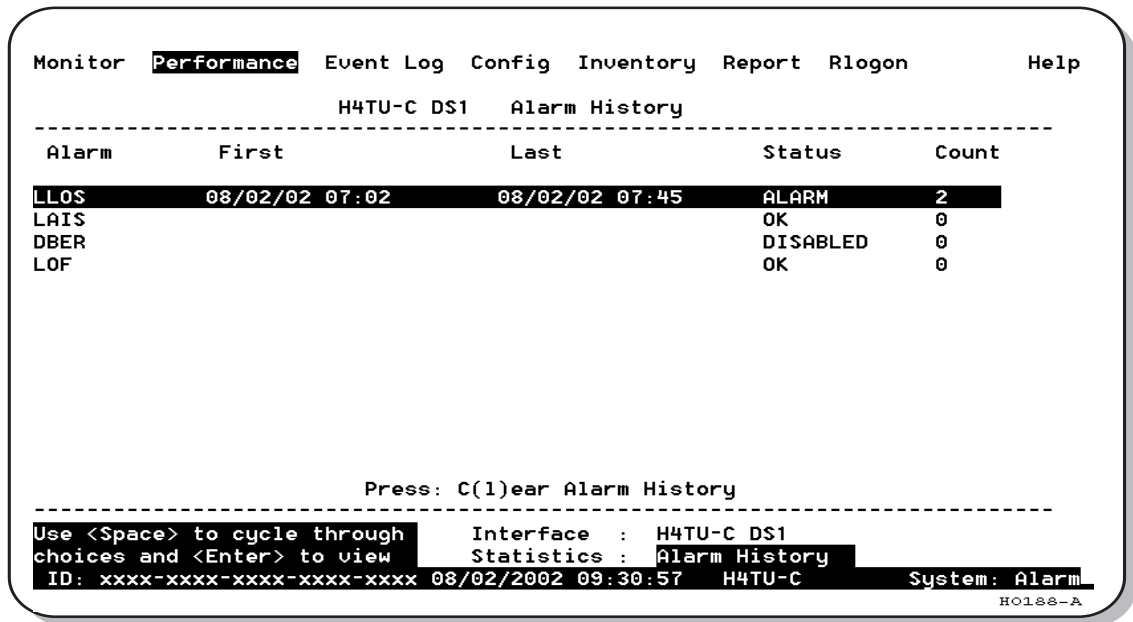 Monitor Performance Event Log Config Inventory Report Rlogon Help
H4TU-C DS1 Alarm History
Alarm First Last Status Count
LLOS 08/02/02 07:02 08/02/02 07:45 ALARM 2
LAIS OK 0
DBER DISABLED 0
LOF OK 0
Press: C(l)ear Alarm History
Use <Space> to cycle through Interface : H4TU-C DS1
choices and <Enter> to view Statistics : Alarm History
ID: xxxx-xxxx-xxxx-xxxx-xxxx 08/02/2002 09:30:57 H4TU-C System: Alarm
HO188-A